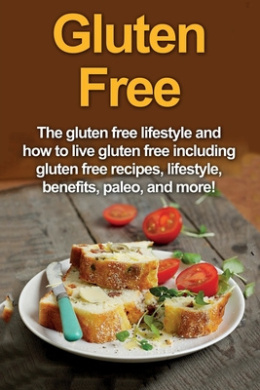 Gluten
Free
The gluten free lifestyle and
how to live gluten free including
gluten free recipes, lifestyle,
benefits, paleo, and more!